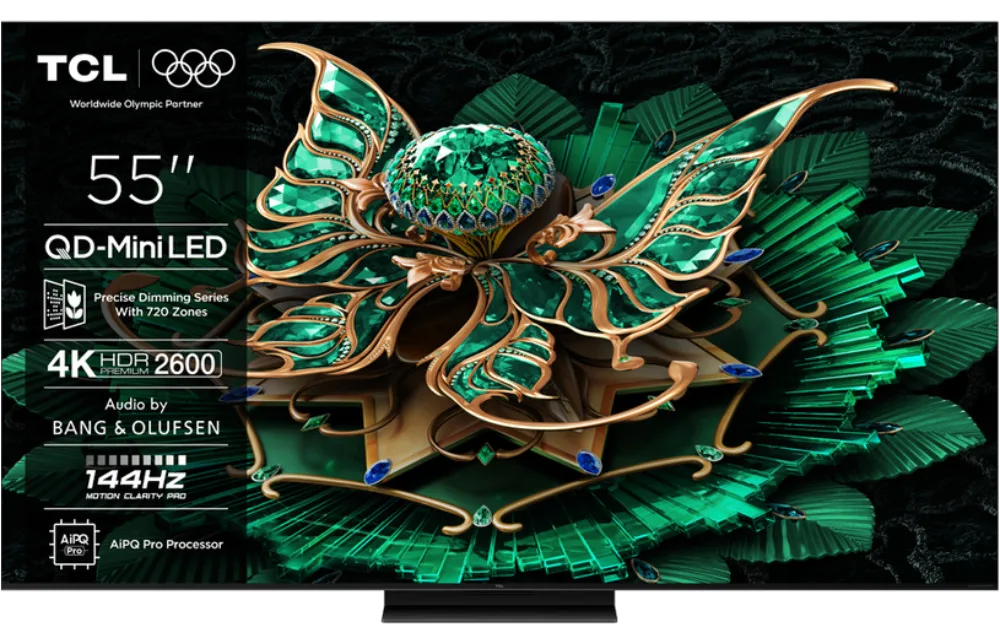 TCL
Worldwide Olympic Partner
55″
QD-Mini LED
Precise Dimming Series
With 720 Zones
4K HDR PREMIUM 2600
Audio by
BANG & OLUFSEN
144Hz
MOTION CLARITY PRO
AiPQ Pro
AiPQ Pro Processor
TCL